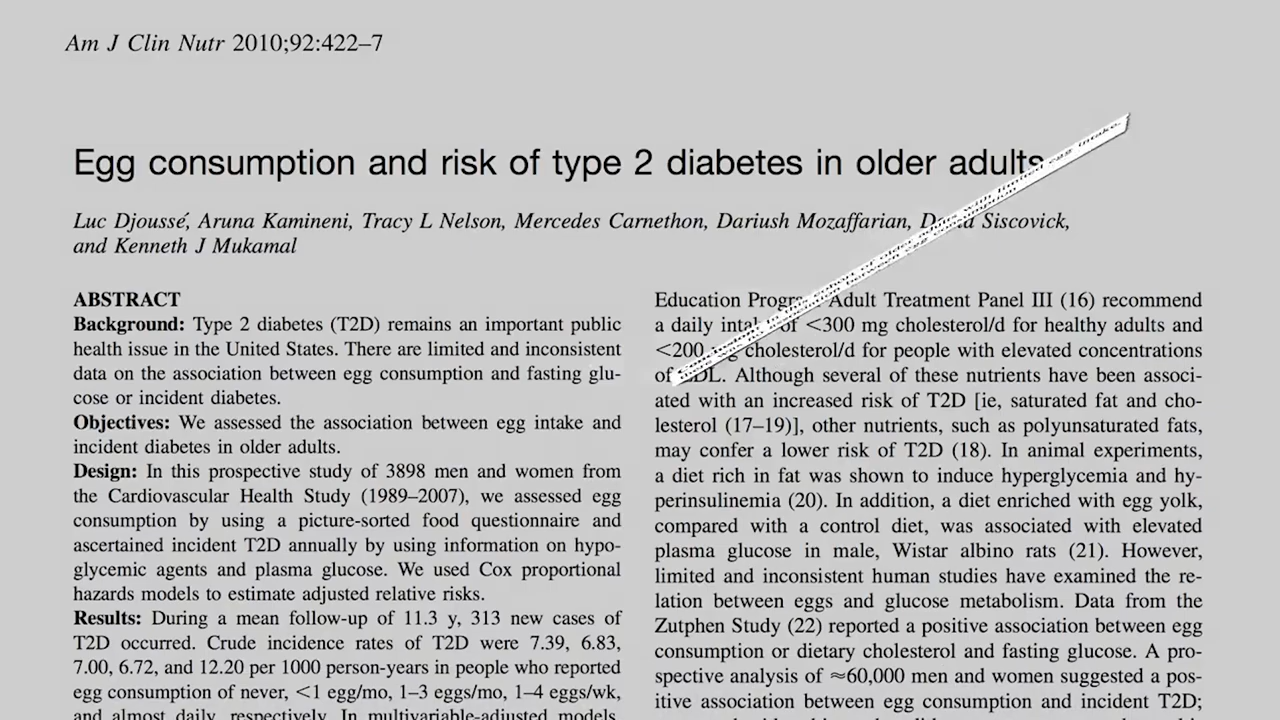 Am J Clin Nutr 2010;92:422–7
Egg consumption and risk of type 2 diabetes in older adults
Luc Djoussé, Aruna Kamineni, Tracy L Nelson, Mercedes Carnethon, Dariush Mozaffarian, David Siscovick,
and Kenneth J Mukamal
ABSTRACT
Background: Type 2 diabetes (T2D) remains an important public
health issue in the United States. There are limited and inconsistent
data on the association between egg consumption and fasting glu-
cose or incident diabetes.
Objectives: We assessed the association between egg intake and
incident diabetes in older adults.
Design: In this prospective study of 3898 men and women from
the Cardiovascular Health Study (1989–2007), we assessed egg
consumption by using a picture-sorted food questionnaire and
ascertained incident T2D annually by using information on hypo-
glycemic agents and plasma glucose. We used Cox proportional
hazards models to estimate adjusted relative risks.
Results: During a mean follow-up of 11.3 y, 313 new cases of
T2D occurred. Crude incidence rates of T2D were 7.39, 6.83,
7.00, 6.72, and 12.20 per 1000 person-years in people who reported
egg consumption of never, <1 egg/mo, 1–3 eggs/mo, 1–4 eggs/wk,
and almost daily, respectively. In multivariable-adjusted models,
Education Program Adult Treatment Panel III (16) recommend
a daily intake of <300 mg cholesterol/d for healthy adults and
<200 mg cholesterol/d for people with elevated concentrations
of LDL. Although several of these nutrients have been associ-
ated with an increased risk of T2D [ie, saturated fat and cho-
lesterol (17–19)], other nutrients, such as polyunsaturated fats,
may confer a lower risk of T2D (18). In animal experiments,
a diet rich in fat was shown to induce hyperglycemia and hy-
perinsulinemia (20). In addition, a diet enriched with egg yolk,
compared with a control diet, was associated with elevated
plasma glucose in male, Wistar albino rats (21). However,
limited and inconsistent human studies have examined the re-
lation between eggs and glucose metabolism. Data from the
Zutphen Study (22) reported a positive association between egg
consumption or dietary cholesterol and fasting glucose. A pro-
spective analysis of ≈60,000 men and women suggested a pos-
itive association between egg consumption and incident T2D;
egg intake.